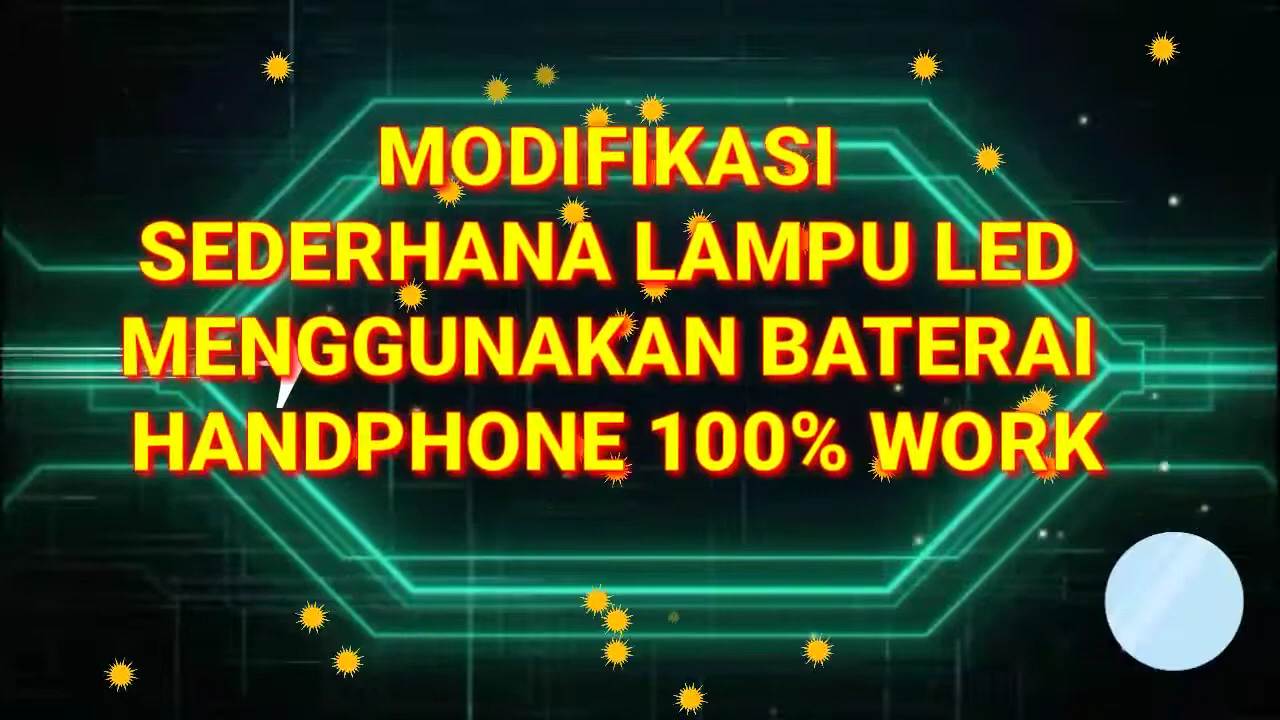 MODIFIKASI
SEDERHANA LAMPU LED
MENGGUNAKAN BATERAI
HANDPHONE 100% WORK